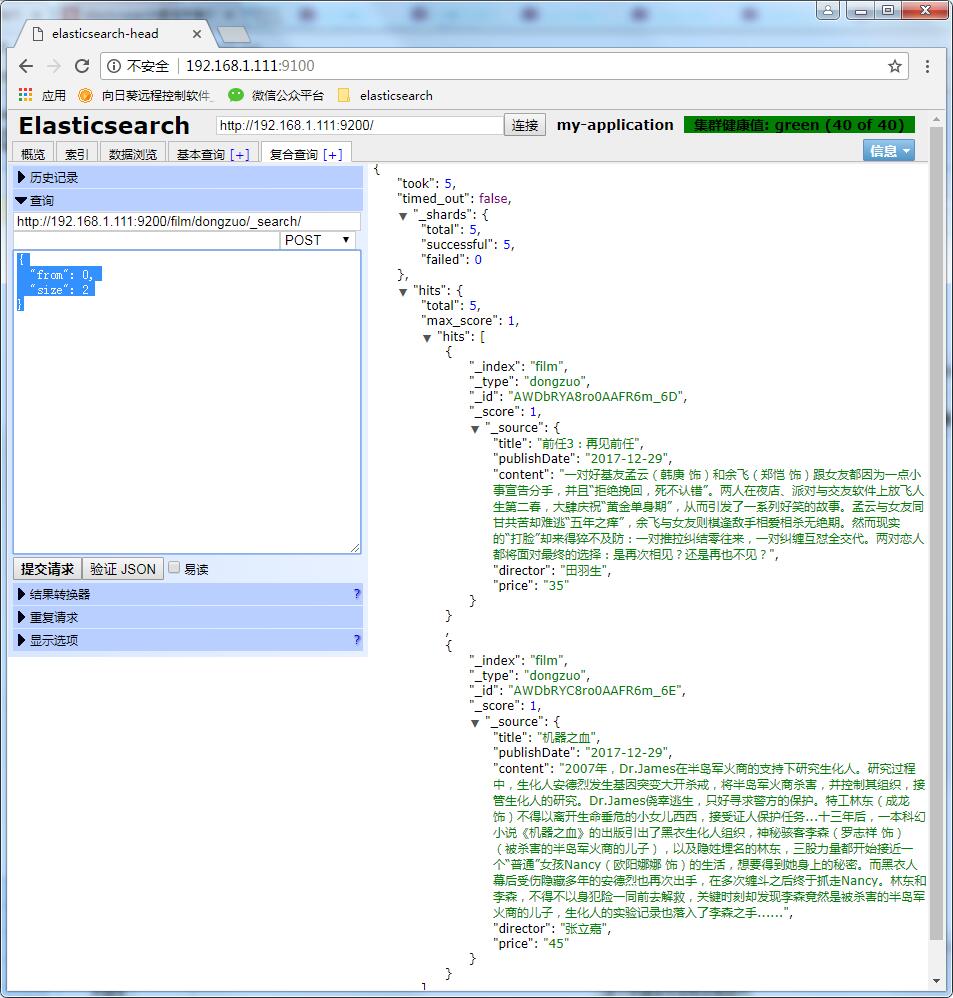 elasticsearch-head
不安全 192.168.1.111:9100
应用 向日葵远程控制软件 微信公众平台 elasticsearch
Elasticsearch http://192.168.1.111:9200/ 连接 my-application 集群健康值: green (40 of 40)
概览 索引 数据浏览 基本查询 [+] 复合查询 [+] 信息
历史记录
查询
http://192.168.1.111:9200/film/dongzuo/_search/
POST
{
"from": 0,
"size": 2
}
提交请求 验证 JSON 易读
结果转换器 ?
重复请求
显示选项 ?
{
"took": 5,
"timed_out": false,
"_shards": {
"total": 5,
"successful": 5,
"failed": 0
},
"hits": {
"total": 5,
"max_score": 1,
"hits": [
{
"_index": "film",
"_type": "dongzuo",
"_id": "AWDbRYA8ro0AAFR6m_6D",
"_score": 1,
"_source": {
"title": "前任3：再见前任",
"publishDate": "2017-12-29",
"content": "一对好基友孟云（韩庚 饰）和余飞（郑恺 饰）跟女友都因为一点小
事宣告分手，并且“拒绝挽回，死不认错”。两人在夜店、派对与交友软件上放飞人
生第二春，大肆庆祝“黄金单身期”，从而引发了一系列好笑的故事。孟云与女友同
甘共苦却难逃“五年之痒”，余飞与女友则棋逢敌手相爱相杀无绝期。然而现实
的“打脸”却来得猝不及防：一对推拉纠结零往来，一对纠缠互怼全交代。两对恋人
都将面对最终的选择：是再次相见？还是再也不见？",
"director": "田羽生",
"price": "35"
}
}
,
{
"_index": "film",
"_type": "dongzuo",
"_id": "AWDbRYC8ro0AAFR6m_6E",
"_score": 1,
"_source": {
"title": "机器之血",
"publishDate": "2017-12-29",
"content": "2007年，Dr.James在半岛军火商的支持下研究生化人。研究过程
中，生化人安德烈发生基因突变大开杀戒，将半岛军火商杀害，并控制其组织，接
管生化人的研究。Dr.James侥幸逃生，只好寻求警方的保护。特工林东（成龙
饰）不得以离开生命垂危的小女儿西西，接受证人保护任务...十三年后，一本科幻
小说《机器之血》的出版引出了黑衣生化人组织，神秘骇客李森（罗志祥 饰）
（被杀害的半岛军火商的儿子），以及隐姓埋名的林东，三股力量都开始接近一
个“普通”女孩Nancy（欧阳娜娜 饰）的生活，想要得到她身上的秘密。而黑衣人
幕后受伤隐藏多年的安德烈也再次出手，在多次缠斗之后终于抓走Nancy。林东和
李森，不得不以身犯险一同前去解救，关键时刻却发现李森竟然是被杀害的半岛军
火商的儿子，生化人的实验记录也落入了李森之手......",
"director": "张立嘉",
"price": "45"
}
}
]